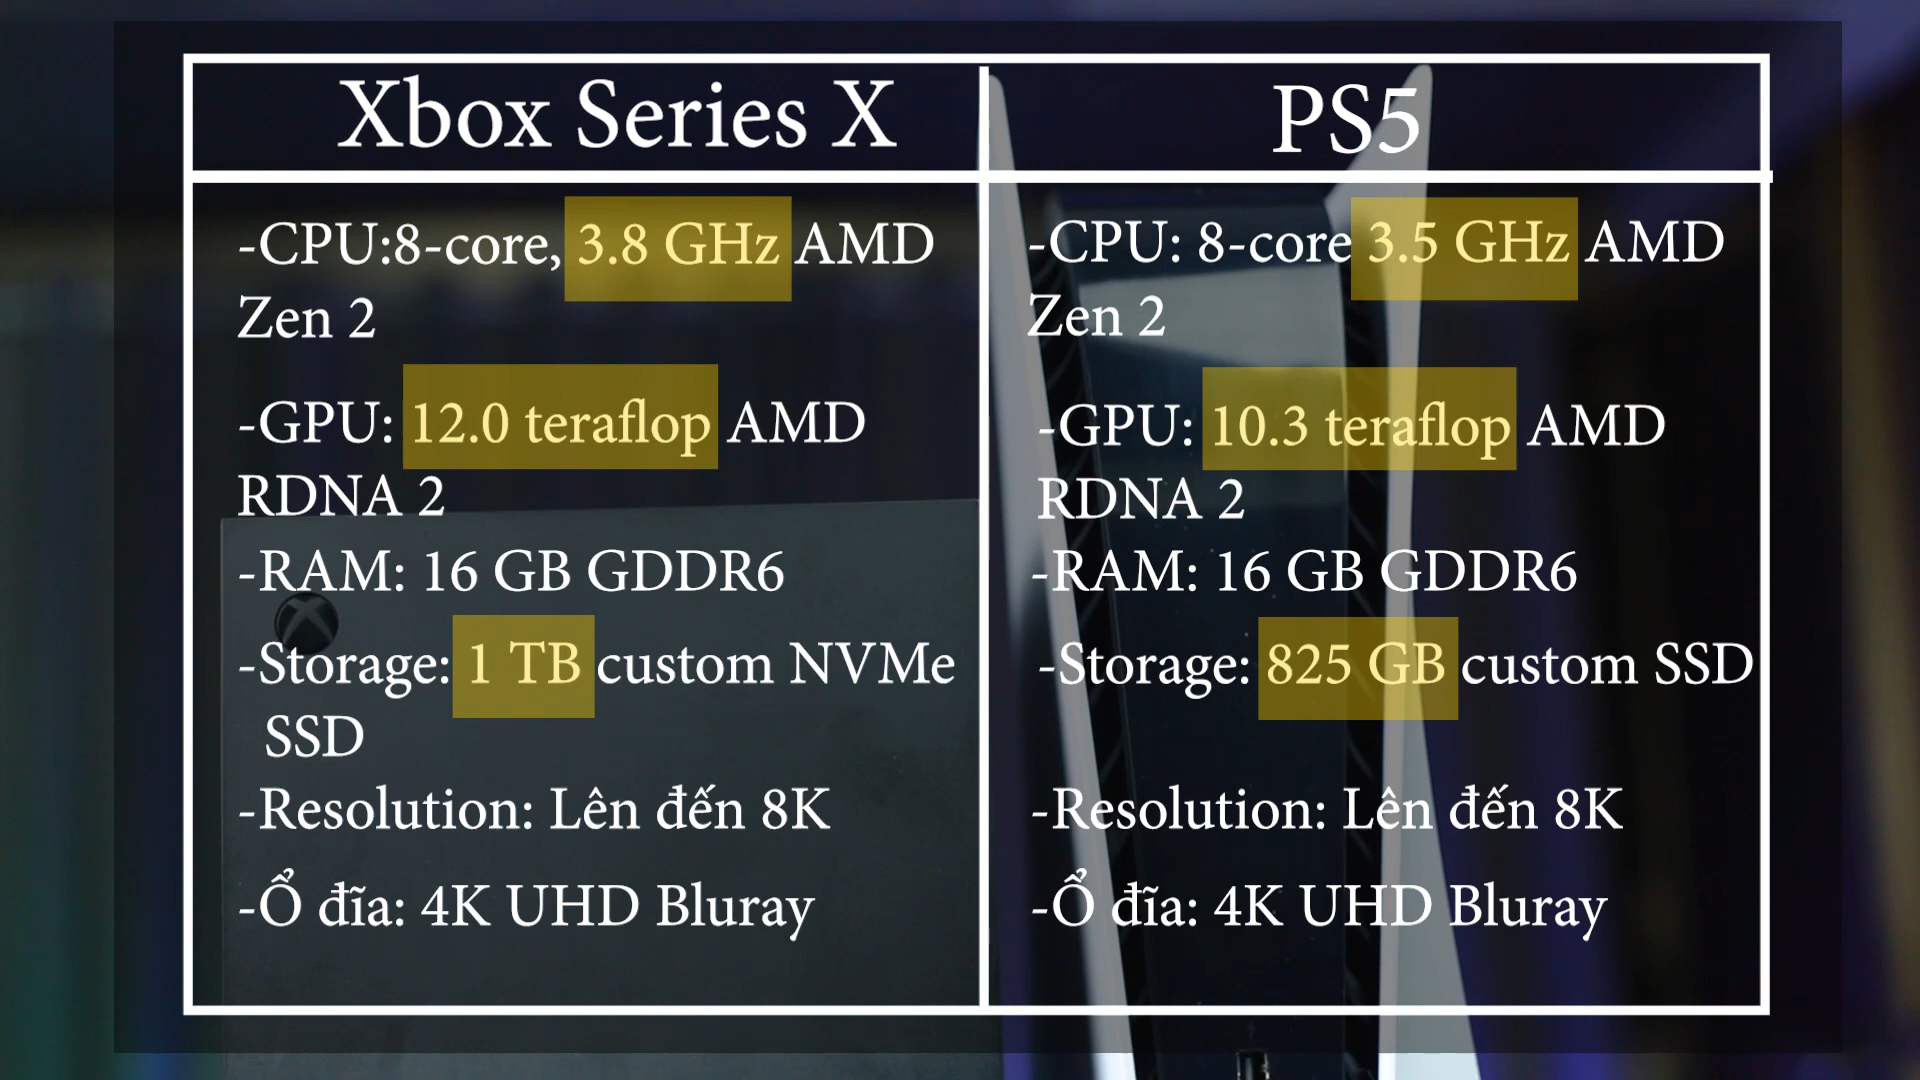 Xbox Series X
-CPU:8-core, 3.8 GHz AMD
Zen 2
-GPU: 12.0 teraflop AMD
RDNA 2
-RAM: 16 GB GDDR6
-Storage: 1 TB custom NVMe
SSD
-Resolution: Lên đến 8K
-Ổ đĩa: 4K UHD Bluray
PS5
-CPU: 8-core 3.5 GHz AMD
Zen 2
-GPU: 10.3 teraflop AMD
RDNA 2
-RAM: 16 GB GDDR6
-Storage: 825 GB custom SSD
-Resolution: Lên đến 8K
-Ổ đĩa: 4K UHD Bluray